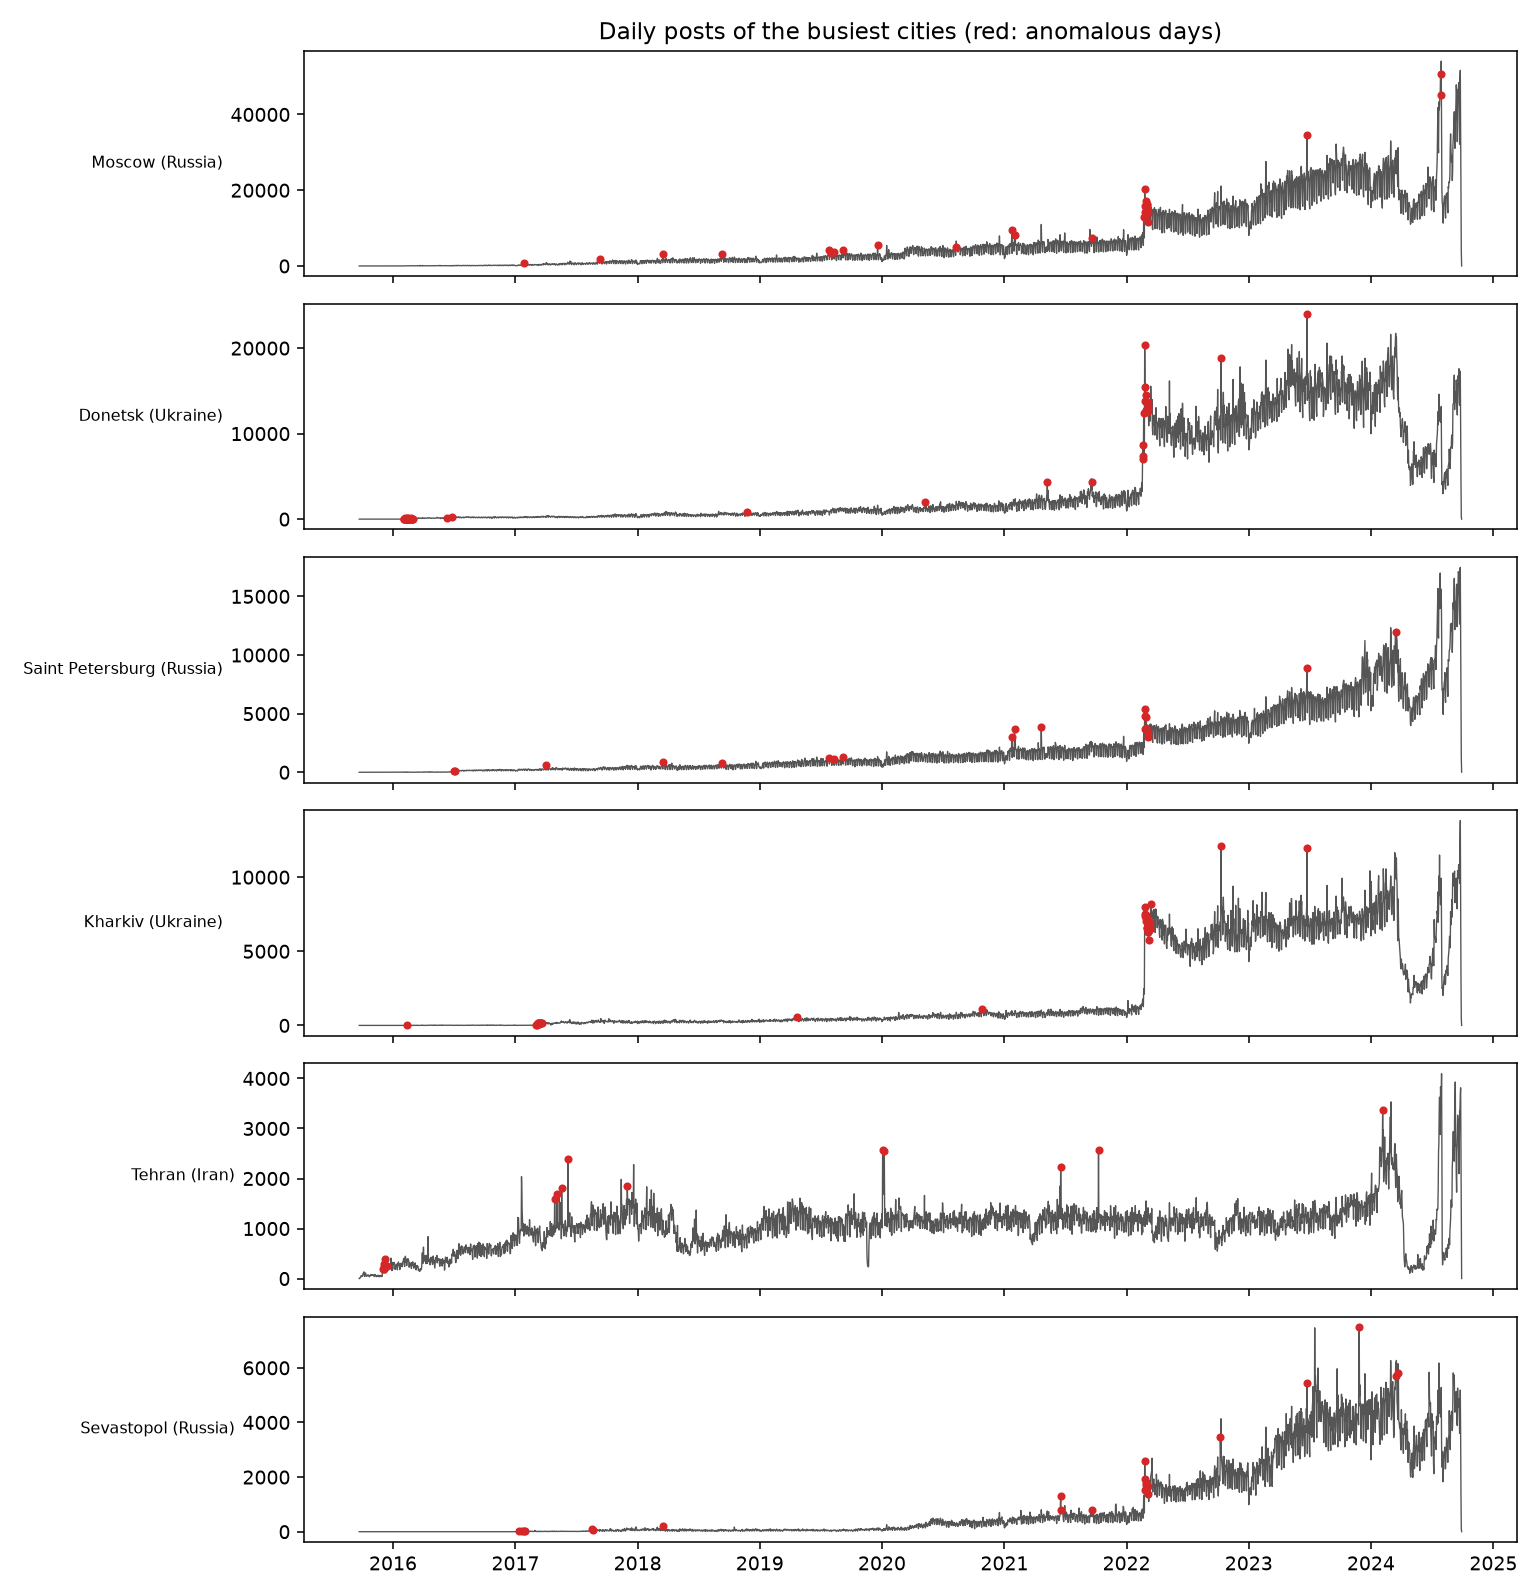 Daily posts of the busiest cities (red: anomalous days)
40000
20000
0
Moscow (Russia)
20000
10000
0
Donetsk (Ukraine)
15000
10000
5000
0
Saint Petersburg (Russia)
10000
5000
0
Kharkiv (Ukraine)
4000
3000
2000
1000
0
Tehran (Iran)
6000
4000
2000
0
Sevastopol (Russia)
2016 2017 2018 2019 2020 2021 2022 2023 2024 2025